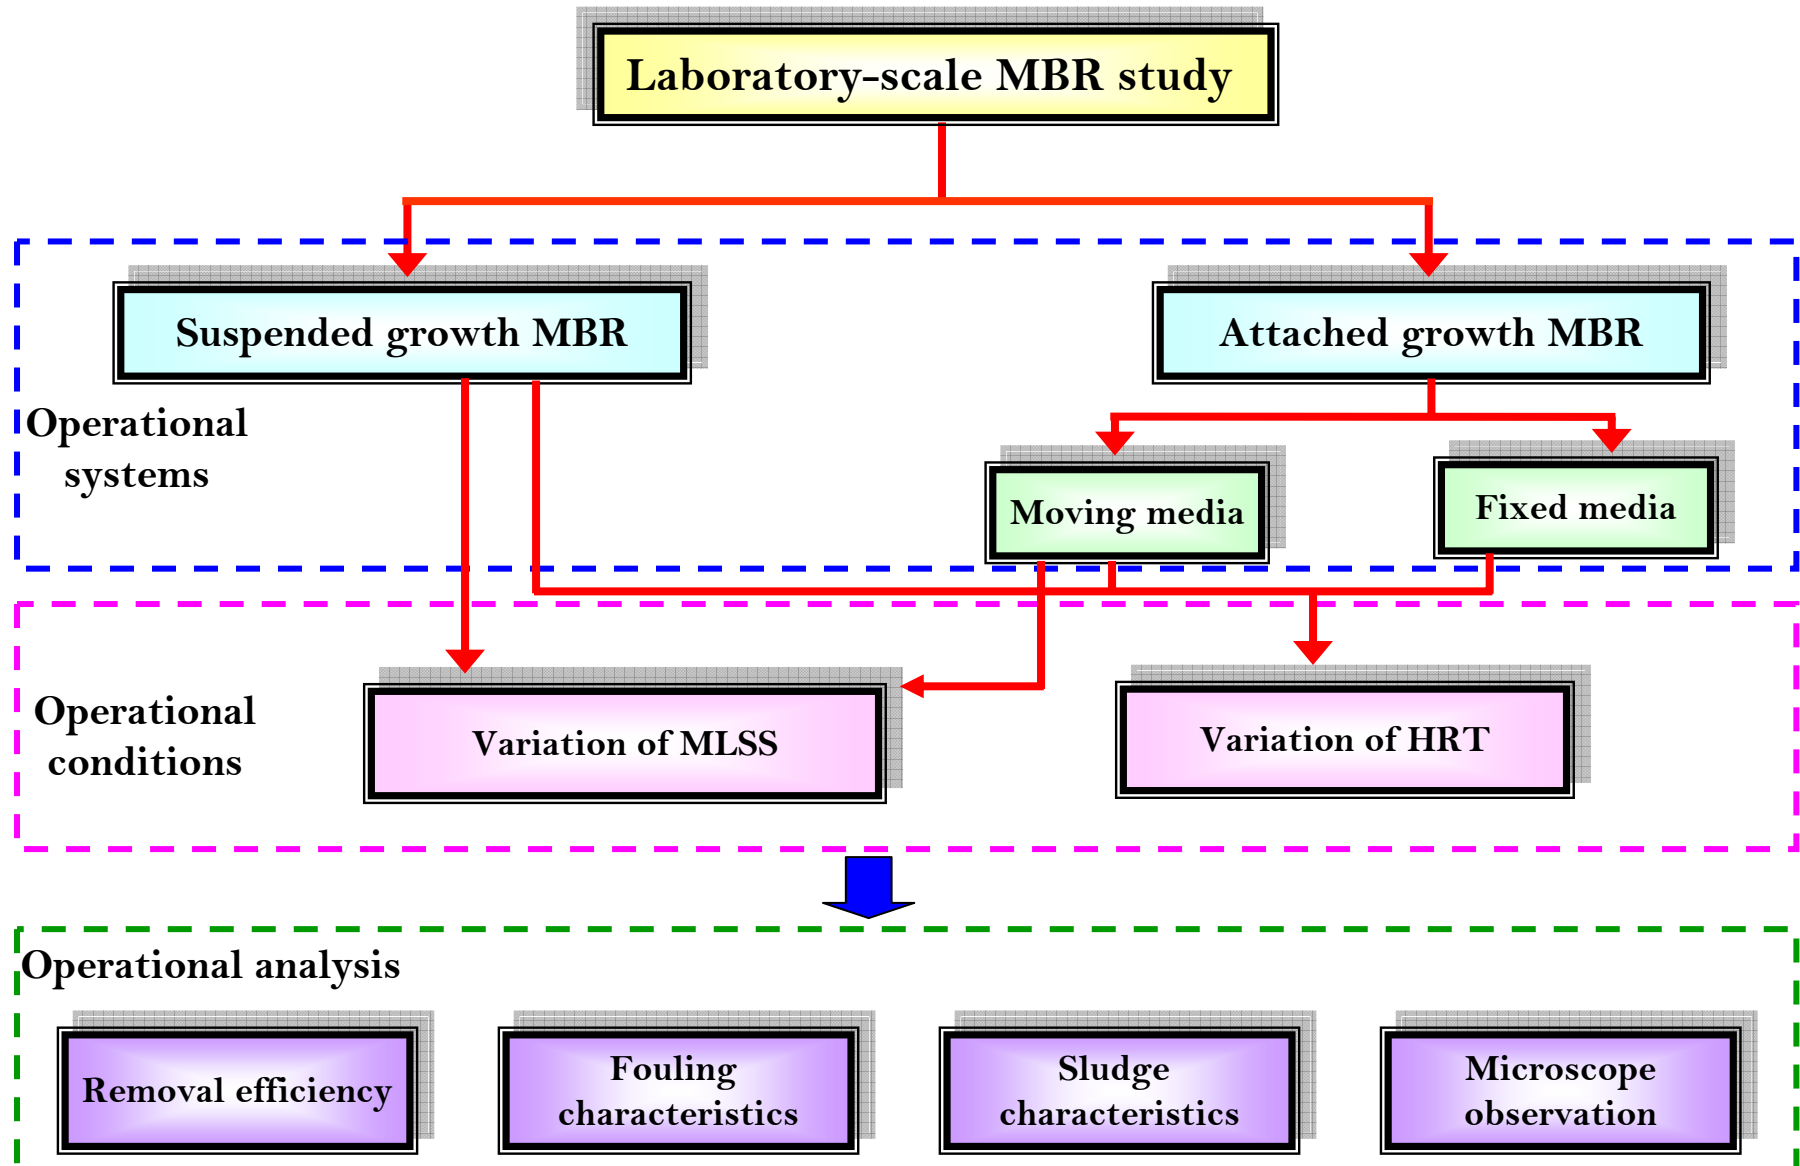 Laboratory-scale MBR study
Suspended growth MBR
Attached growth MBR
Operational
systems
Moving media
Fixed media
Operational
conditions
Variation of MLSS
Variation of HRT
Operational analysis
Removal efficiency
Fouling
characteristics
Sludge
characteristics
Microscope
observation